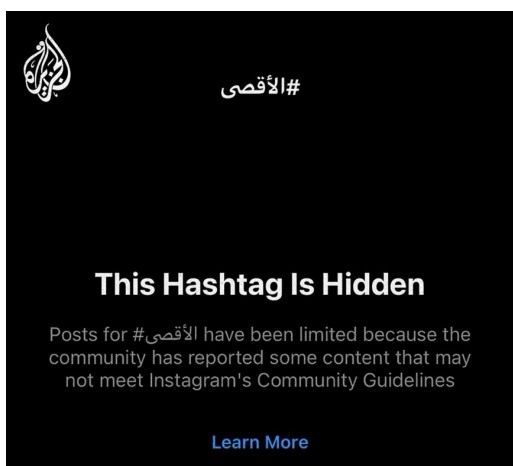 الجزيرة
#الأقصى
This Hashtag Is Hidden
Posts for #الأقصى have been limited because the
community has reported some content that may
not meet Instagram's Community Guidelines
Learn More